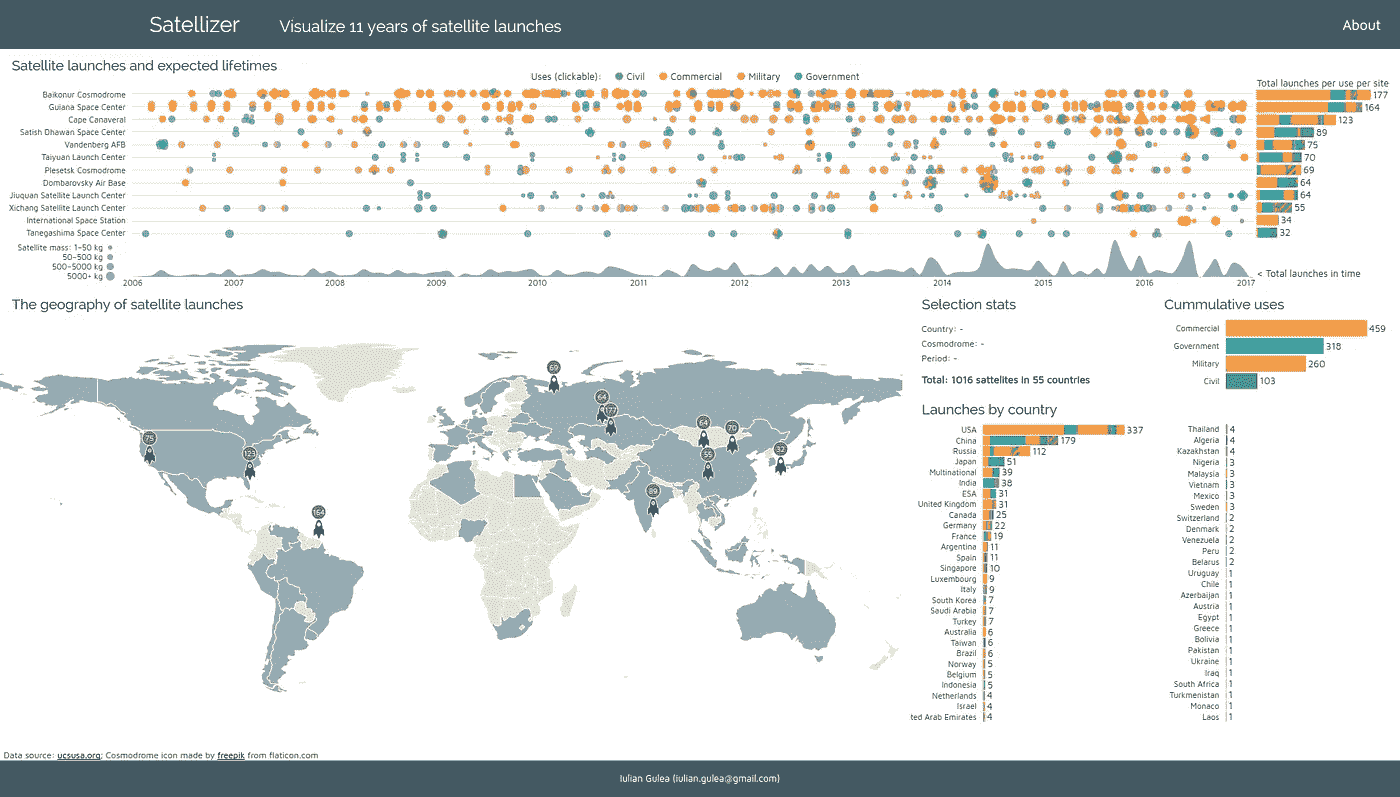 Satellizer
Visualize 11 years of satellite launches
About
Satellite launches and expected lifetimes
Uses (clickable):
Civil
Commercial
Military
Government
Total launches per use per site
Baikonur Cosmodrome
177
Guiana Space Center
164
Cape Canaveral
123
Satish Dhawan Space Center
89
Vandenberg AFB
75
Taiyuan Launch Center
70
Plesetsk Cosmodrome
69
Dombarovsky Air Base
64
Jiuquan Satellite Launch Center
64
Xichang Satellite Launch Center
55
International Space Station
34
Tanegashima Space Center
32
Satellite mass: 1-50 kg
50-500 kg
500-5000 kg
5000+ kg
< Total launches in time
2006 2007 2008 2009 2010 2011 2012 2013 2014 2015 2016 2017
The geography of satellite launches
69
64
177
75
123
64
70
55
32
89
164
Selection stats
Country: -
Cosmodrome: -
Period: -
Total: 1016 sattelites in 55 countries
Cummulative uses
Commercial 459
Government 318
Military 260
Civil 103
Launches by country
USA 337
China 179
Russia 112
Japan 51
Multinational 39
India 38
ESA 31
United Kingdom 31
Canada 25
Germany 22
France 19
Argentina 11
Spain 11
Singapore 10
Luxembourg 9
Italy 9
South Korea 7
Saudi Arabia 7
Turkey 7
Australia 6
Taiwan 6
Brazil 6
Norway 5
Belgium 5
Indonesia 5
Netherlands 4
Israel 4
ted Arab Emirates 4
Thailand 4
Algeria 4
Kazakhstan 4
Nigeria 3
Malaysia 3
Vietnam 3
Mexico 3
Sweden 3
Switzerland 2
Denmark 2
Venezuela 2
Peru 2
Belarus 2
Uruguay 1
Chile 1
Azerbaijan 1
Austria 1
Egypt 1
Greece 1
Bolivia 1
Pakistan 1
Ukraine 1
Iraq 1
South Africa 1
Turkmenistan 1
Monaco 1
Laos 1
Data source: ucsusa.org; Cosmodrome icon made by freepik from flaticon.com
Iulian Gulea (iulian.gulea@gmail.com)